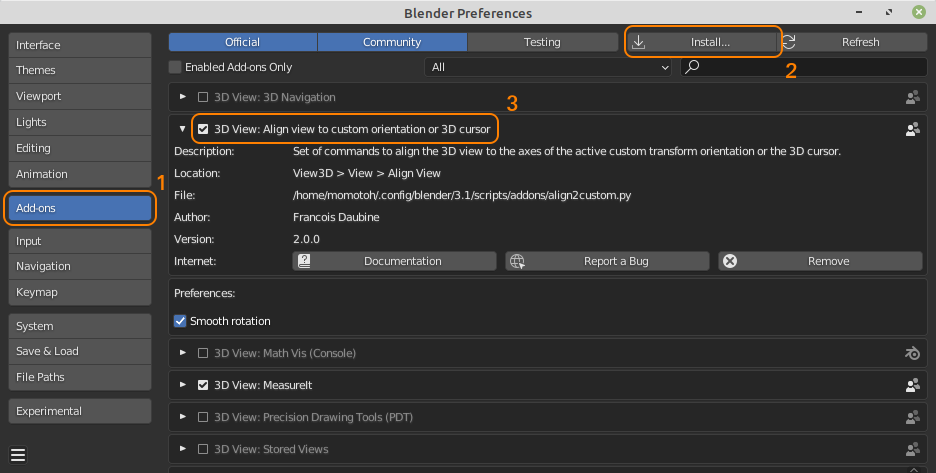 Blender Preferences
Interface
Themes
Viewport
Lights
Editing
Animation
1
Add-ons
Input
Navigation
Keymap
System
Save & Load
File Paths
Experimental
Official Community Testing Install... Refresh
2
Enabled Add-ons Only All
3D View: 3D Navigation
3
3D View: Align view to custom orientation or 3D cursor
Description: Set of commands to align the 3D view to the axes of the active custom transform orientation or the 3D cursor.
Location: View3D > View > Align View
File: /home/momotoh/.config/blender/3.1/scripts/addons/align2custom.py
Author: Francois Daubine
Version: 2.0.0
Internet: Documentation Report a Bug Remove
Preferences:
Smooth rotation
3D View: Math Vis (Console)
3D View: MeasureIt
3D View: Precision Drawing Tools (PDT)
3D View: Stored Views